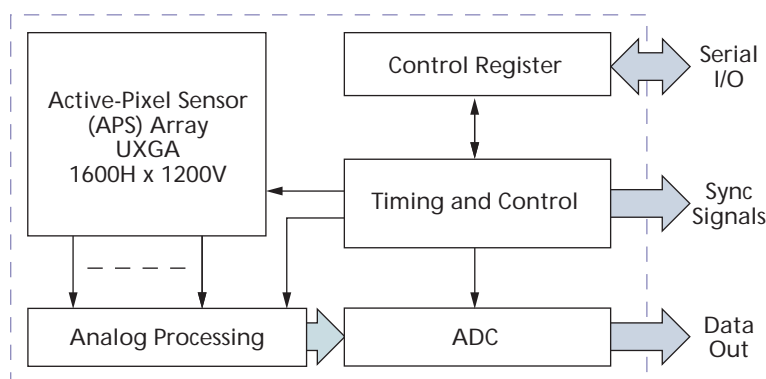 Active-Pixel Sensor
(APS) Array
UXGA
1600H x 1200V
Control Register
Serial
I/O
Timing and Control
Sync
Signals
Analog Processing
ADC
Data
Out